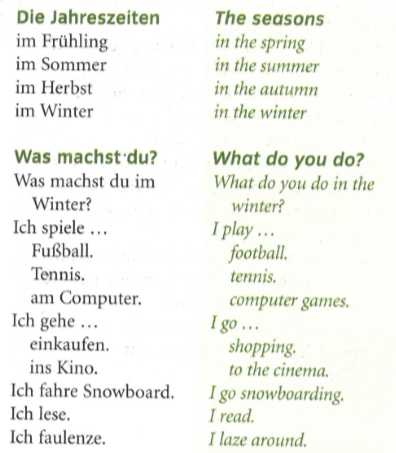 Die Jahreszeiten
im Frühling
im Sommer
im Herbst
im Winter
Was machst du?
Was machst du im
Winter?
Ich spiele ...
Fußball.
Tennis.
am Computer.
Ich gehe ...
einkaufen.
ins Kino.
Ich fahre Snowboard.
Ich lese.
Ich faulenze.
The seasons
in the spring
in the summer
in the autumn
in the winter
What do you do?
What do you do in the
winter?
I play ...
football.
tennis.
computer games.
I go ...
shopping.
to the cinema.
I go snowboarding.
I read.
I laze around.